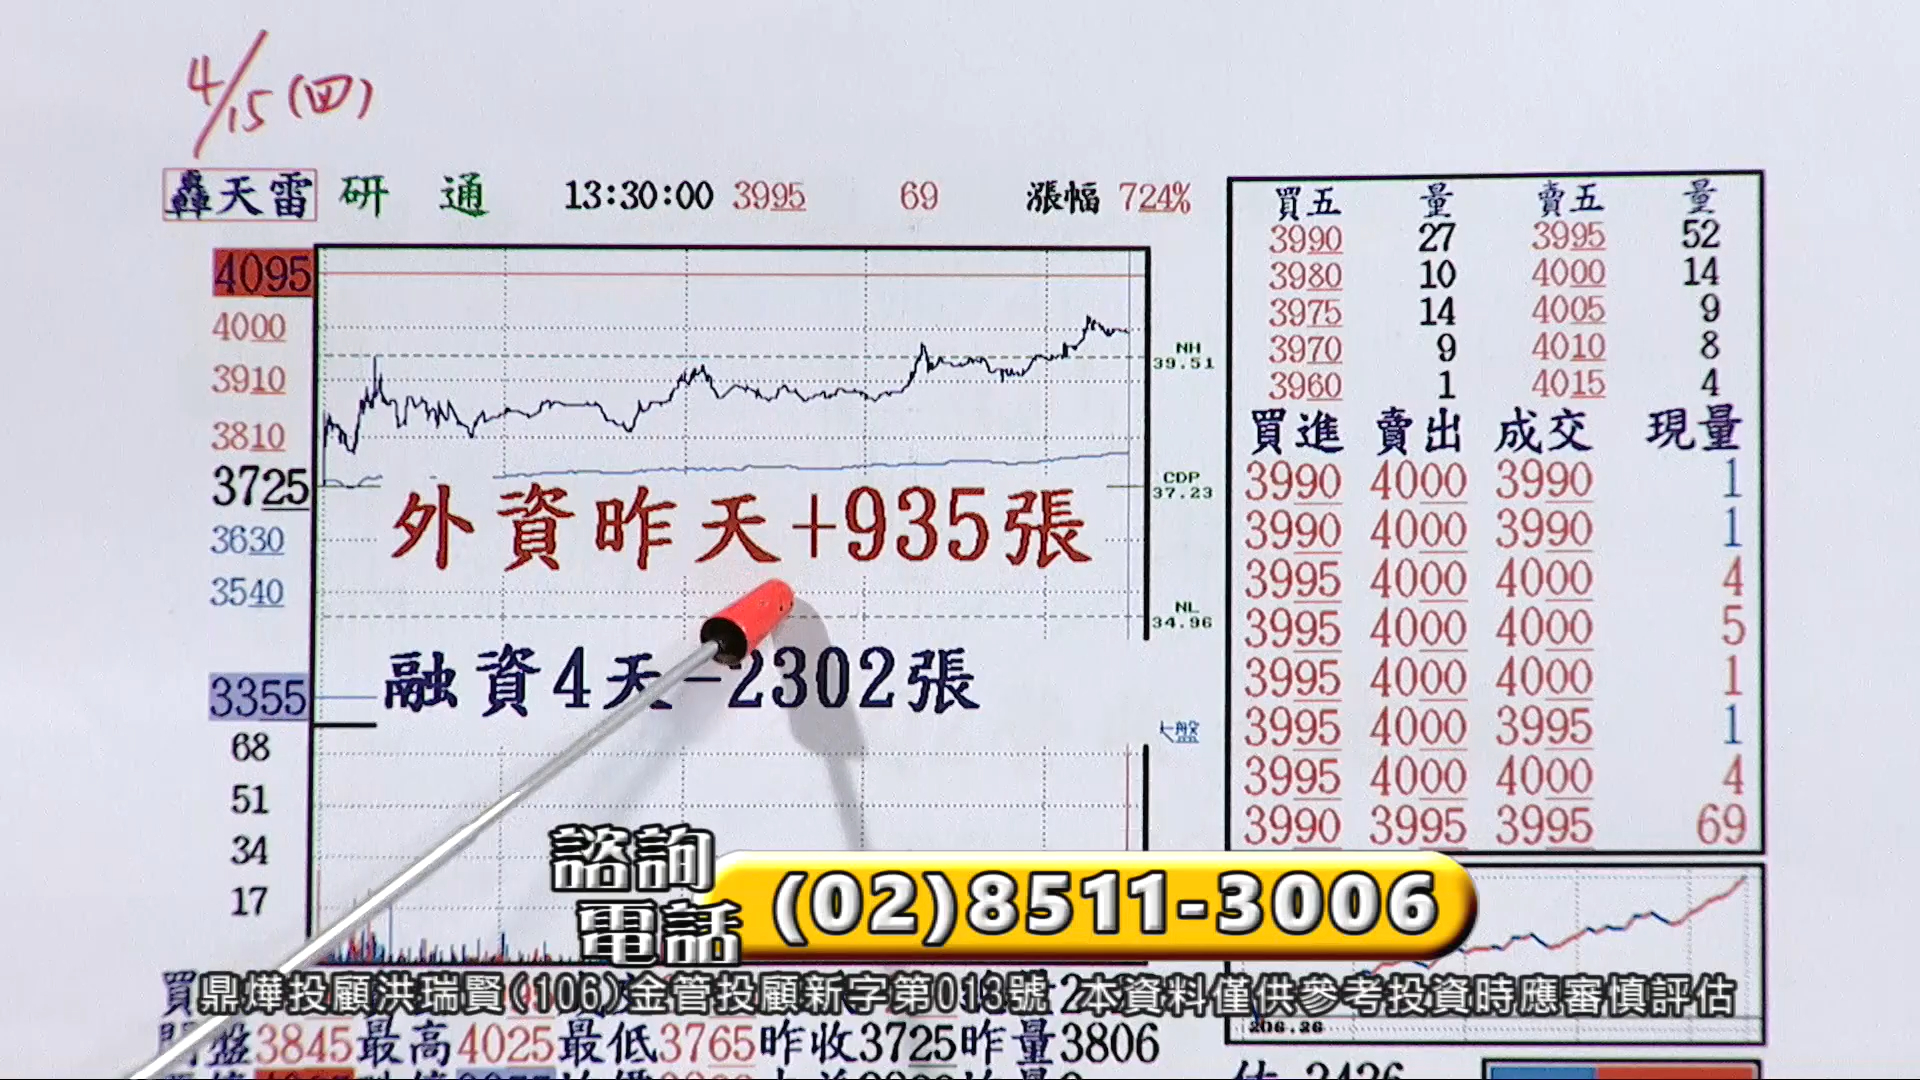 4/15(四)
轟天雷 研 通 13:30:00 3995 69 漲幅 724%
買五 量 賣五 量
3990 27 3995 52
3980 10 4000 14
3975 14 4005 9
3970 9 4010 8
3960 1 4015 4
買進 賣出 成交 現量
3990 4000 3990 1
3990 4000 3990 1
3995 4000 4000 4
3995 4000 4000 5
3995 4000 4000 1
3995 4000 3995 1
3995 4000 4000 4
3990 3995 3995 69
4095
4000
3910
3810
3725
3630
3540
3355
68
51
34
17
NH
39.51
CDP
37.23
NL
34.96
外資昨天+935張
融資4天-2302張
大盤
諮詢
電話
(02)8511-3006
鼎燁投顧洪瑞賢(106)金管投顧新字第013號 本資料僅供參考投資時應審慎評估
206.26
開盤3845最高4025最低3765昨收3725昨量3806